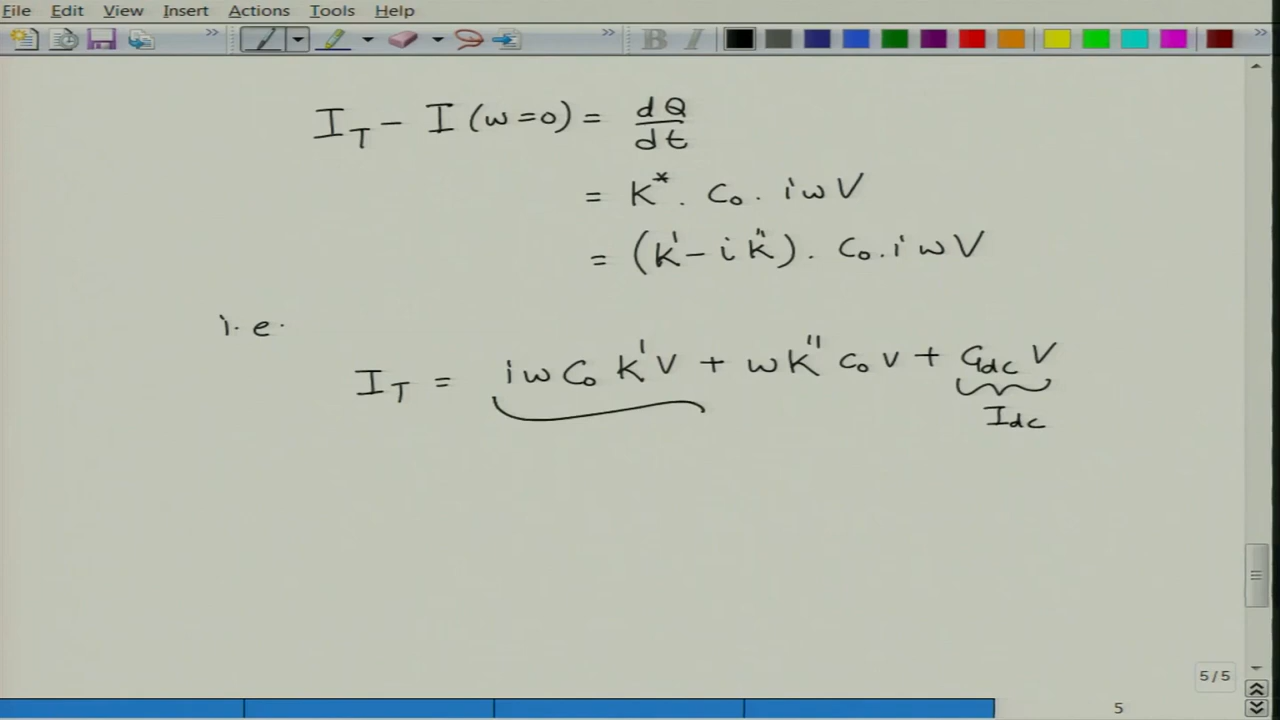 File Edit View Insert Actions Tools Help
B I
I_T - I (ω=0) = dQ/dt
= K* . C₀ . iωV
= (K' - i K'') . C₀ . iωV
i.e.
I_T = iωC₀K'V + ωK''C₀V + G_dc V
I_dc
5 / 5
5